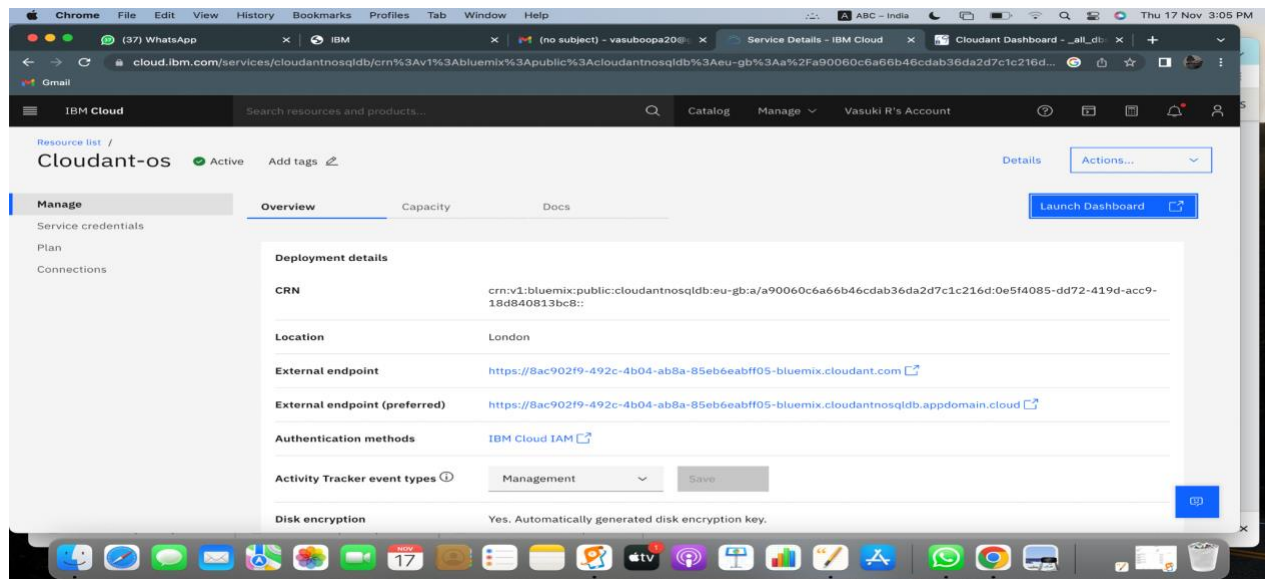 Chrome File Edit View History Bookmarks Profiles Tab Window Help A ABC – India Thu 17 Nov 3:05 PM
(37) WhatsApp × IBM × (no subject) – vasuboopa20@ × Service Details – IBM Cloud × Cloudant Dashboard – _all_db × +
cloud.ibm.com/services/cloudantnosqldb/crn%3Av1%3Abluemix%3Apublic%3Acloudantnosqldb%3Aeu-gb%3Aa%2Fa90060c6a66b46cdab36da2d7c1c216d...
Gmail
IBM Cloud Search resources and products... Catalog Manage Vasuki R's Account
Resource list /
Cloudant-os Active Add tags Details Actions...
Manage Overview Capacity Docs Launch Dashboard
Service credentials
Plan
Connections
Deployment details
CRN crn:v1:bluemix:public:cloudantnosqldb:eu-gb:a/a90060c6a66b46cdab36da2d7c1c216d:0e5f4085-dd72-419d-acc9-
18d840813bc8::
Location London
External endpoint https://8ac902f9-492c-4b04-ab8a-85eb6eabff05-bluemix.cloudant.com
External endpoint (preferred) https://8ac902f9-492c-4b04-ab8a-85eb6eabff05-bluemix.cloudantnosqldb.appdomain.cloud
Authentication methods IBM Cloud IAM
Activity Tracker event types Management Save
Disk encryption Yes. Automatically generated disk encryption key.
NOV
17
tv